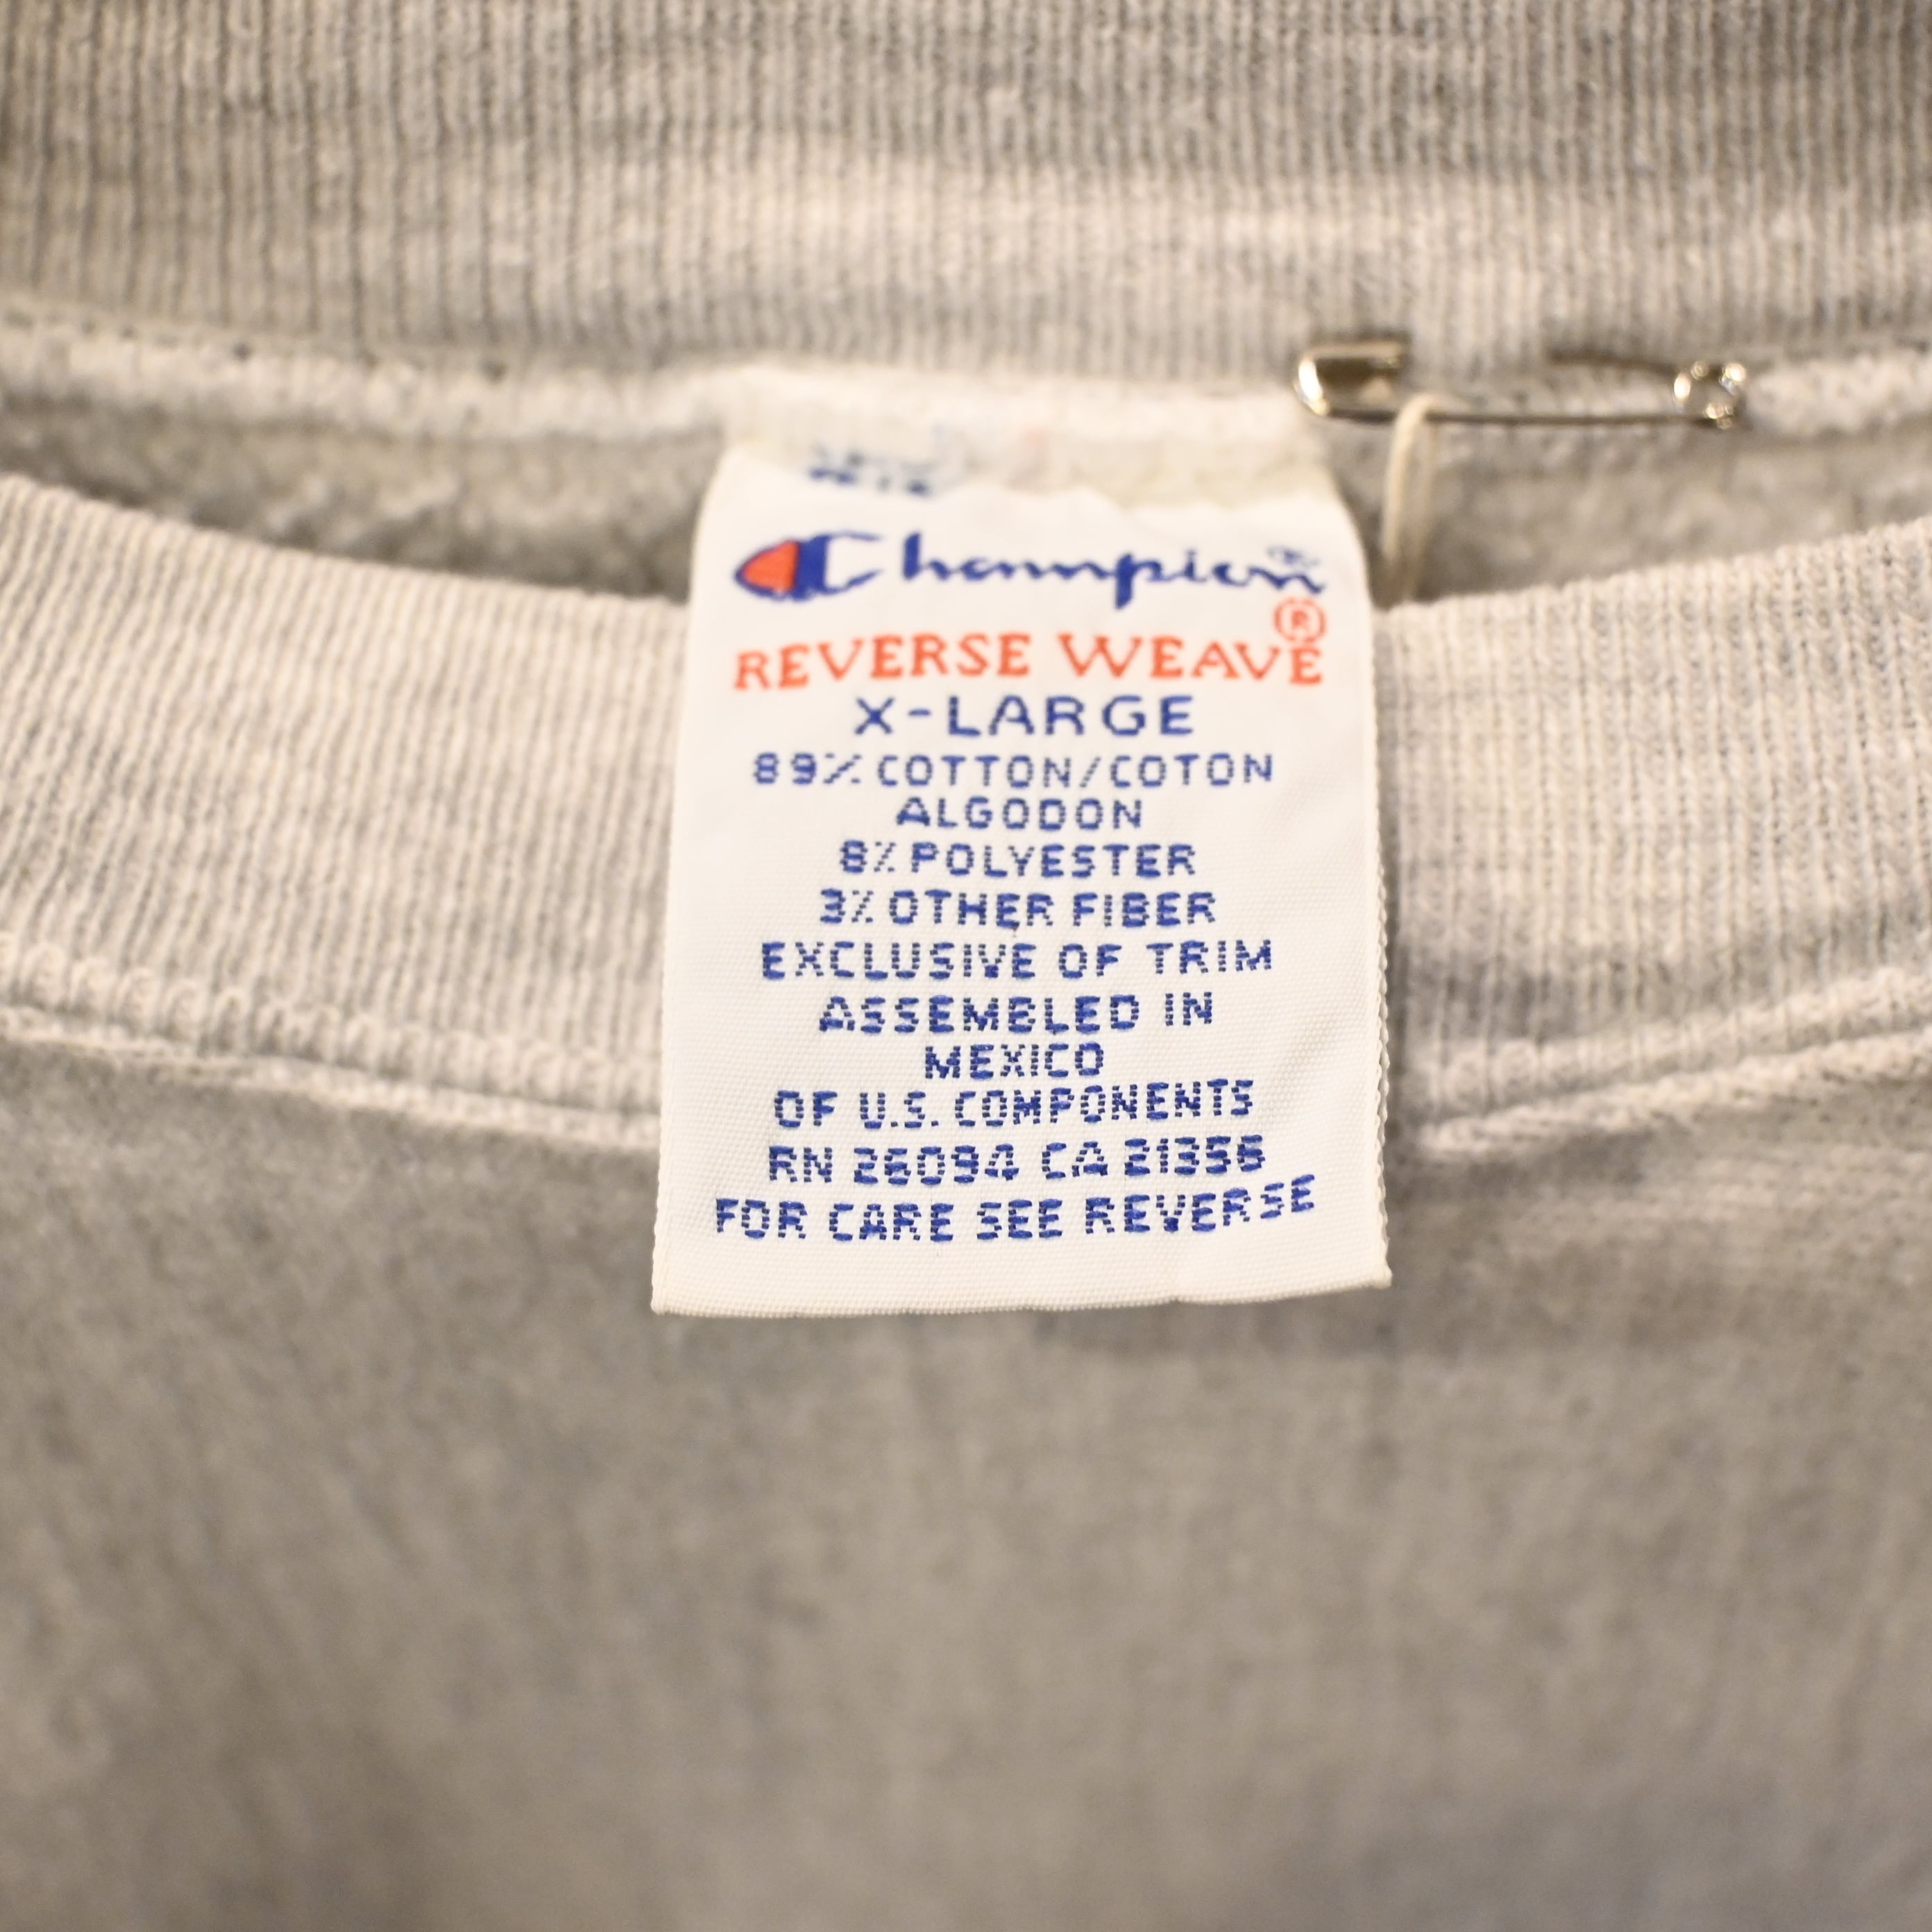 Champion®
REVERSE WEAVE®
X-LARGE
89% COTTON/COTON
ALGODON
8% POLYESTER
3% OTHER FIBER
EXCLUSIVE OF TRIM
ASSEMBLED IN
MEXICO
OF U.S. COMPONENTS
RN 26094 CA 21356
FOR CARE SEE REVERSE